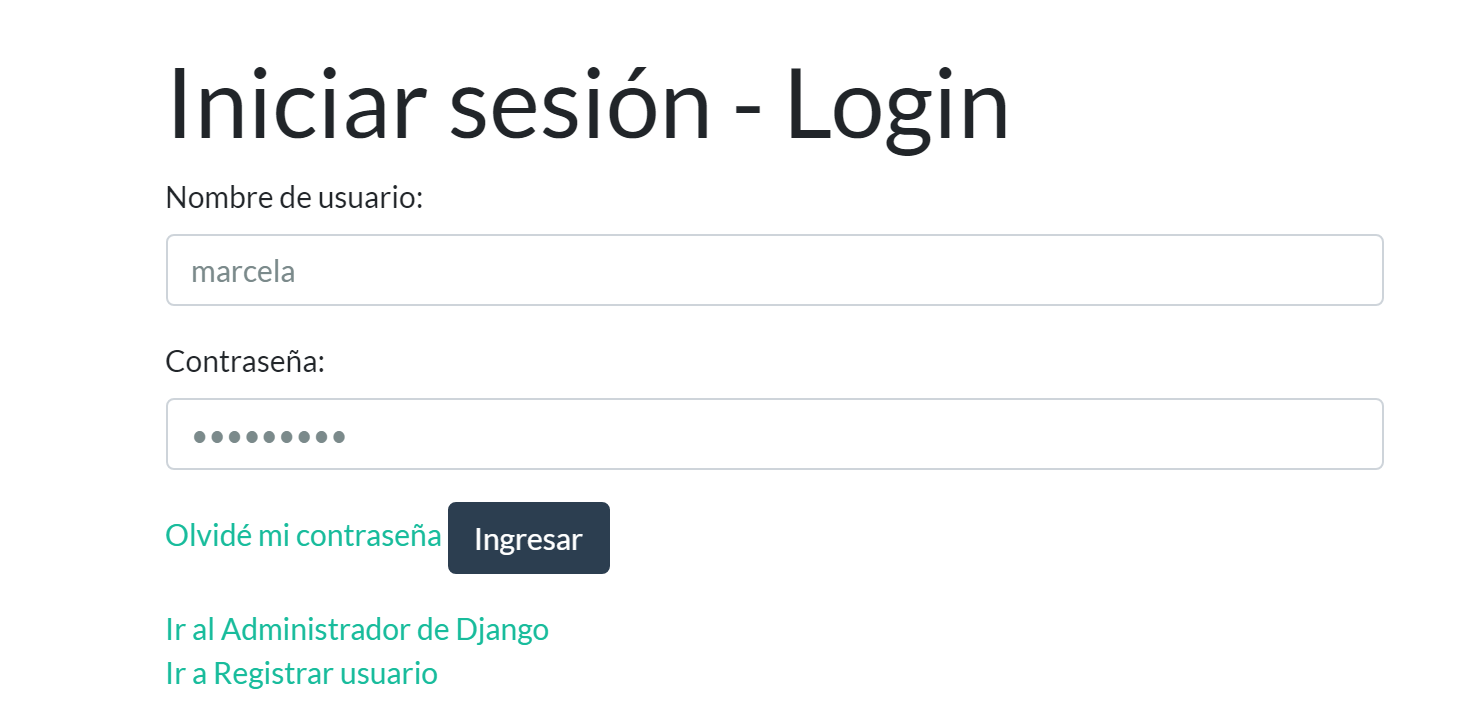 Iniciar sesión - Login
Nombre de usuario:
marcela
Contraseña:
•••••••••
Olvidé mi contraseña Ingresar
Ir al Administrador de Django
Ir a Registrar usuario